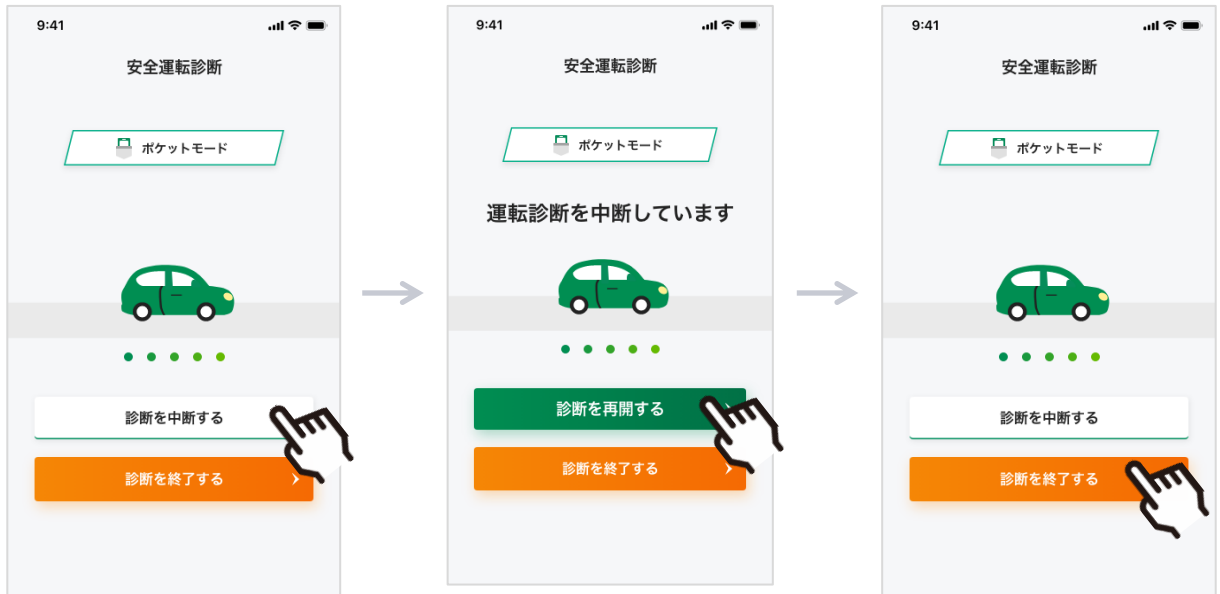 9:41
安全運転診断
ポケットモード
診断を中断する
診断を終了する
9:41
安全運転診断
ポケットモード
運転診断を中断しています
診断を再開する
診断を終了する
9:41
安全運転診断
ポケットモード
診断を中断する
診断を終了する